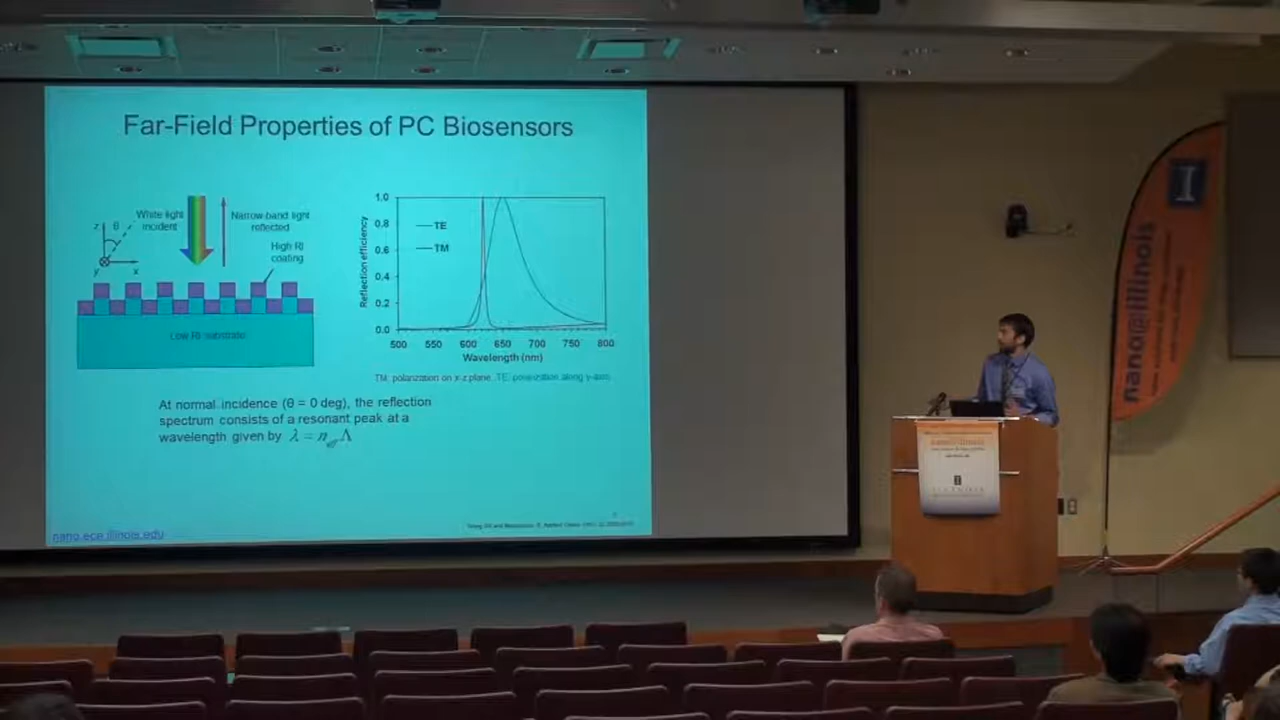 Far-Field Properties of PC Biosensors
White light
incident
Narrow-band light
reflected
High RI
coating
z
θ
y
x
Low RI substrate
Reflection efficiency
1.0
0.8
0.6
0.4
0.2
0.0
TE
TM
500 550 600 650 700 750 800
Wavelength (nm)
TM: polarization on x-z plane TE: polarization along y-axis
At normal incidence (θ = 0 deg), the reflection
spectrum consists of a resonant peak at a
wavelength given by λ = n_eff Λ
nano.ece.illinois.edu
nano@illinois
I
I
ILLINOIS